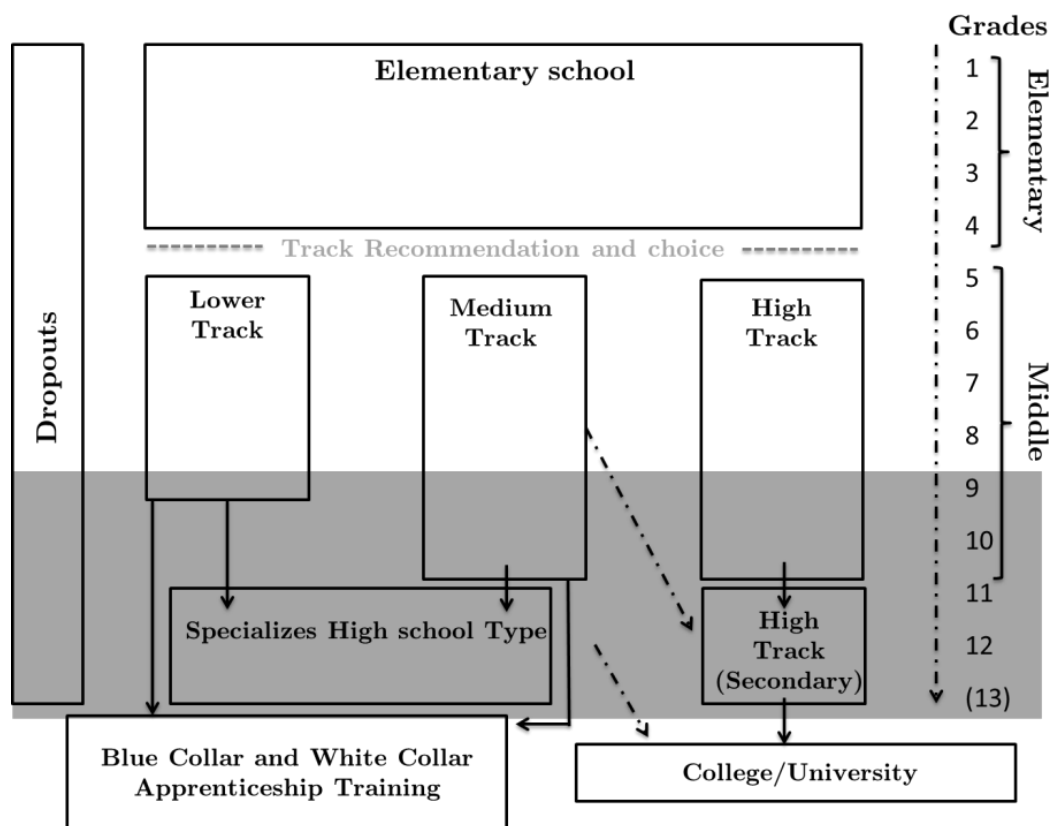 Grades
Elementary school
1
2
3
4
Elementary
Track Recommendation and choice
Dropouts
Lower
Track
Medium
Track
High
Track
5
6
7
8
9
10
Middle
11
12
(13)
Specializes High school Type
High
Track
(Secondary)
Blue Collar and White Collar
Apprenticeship Training
College/University